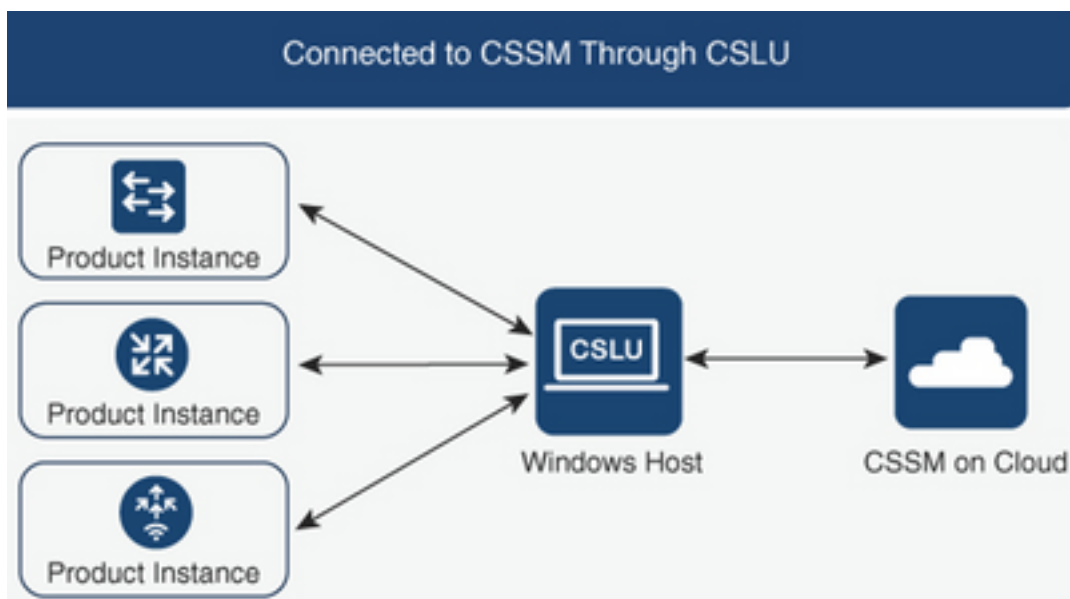 Connected to CSSM Through CSLU
Product Instance
Product Instance
Product Instance
CSLU
Windows Host
CSSM on Cloud